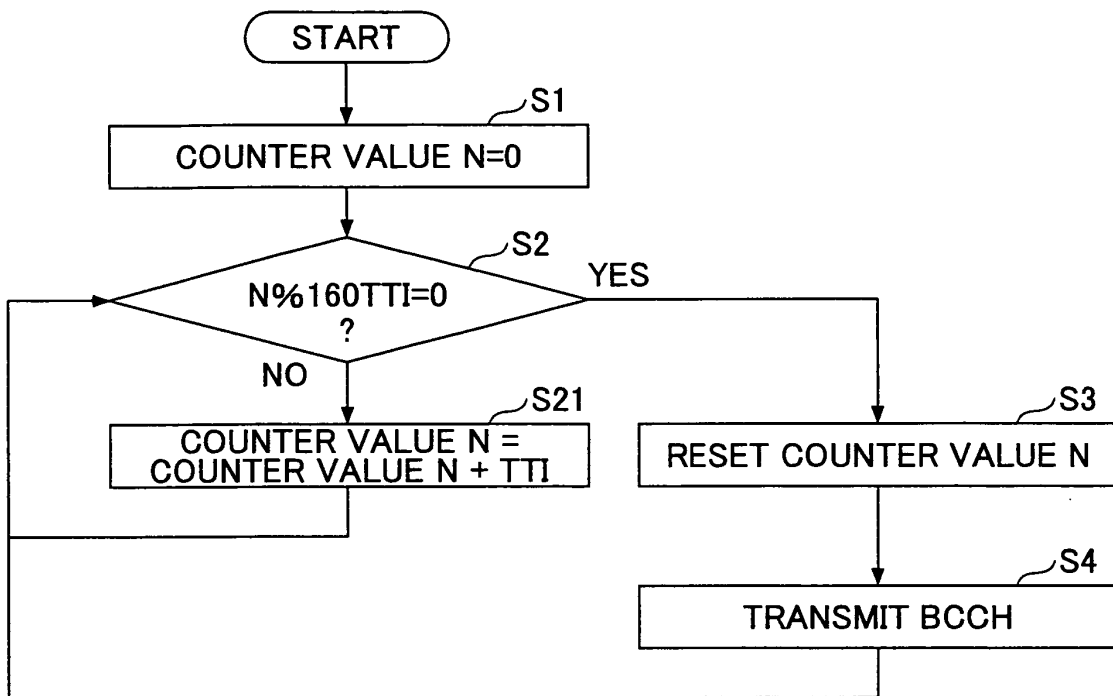 START
S1
COUNTER VALUE N=0
S2
N%160TTI=0
?
YES
NO
S21
COUNTER VALUE N =
COUNTER VALUE N + TTI
S3
RESET COUNTER VALUE N
S4
TRANSMIT BCCH